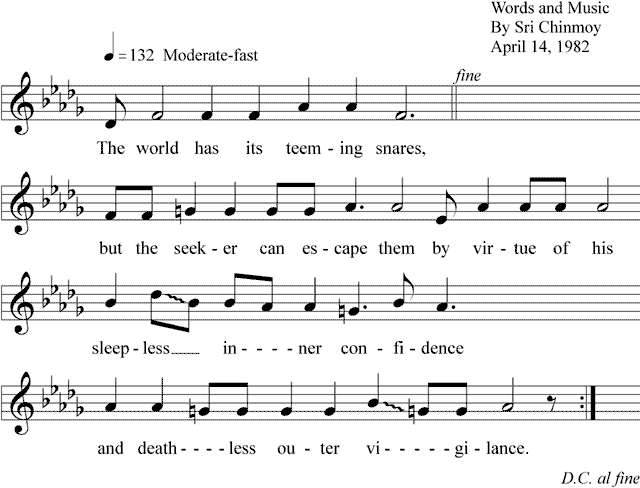 Words and Music
By Sri Chinmoy
April 14, 1982
♩ = 132 Moderate-fast
fine
The world has its teem - ing snares,
but the seek - er can es - cape them by vir - tue of his
sleep - less____ in - - - - ner con - fi - dence
and death - - - - less ou - ter vi - - - - - gi - lance.
D.C. al fine